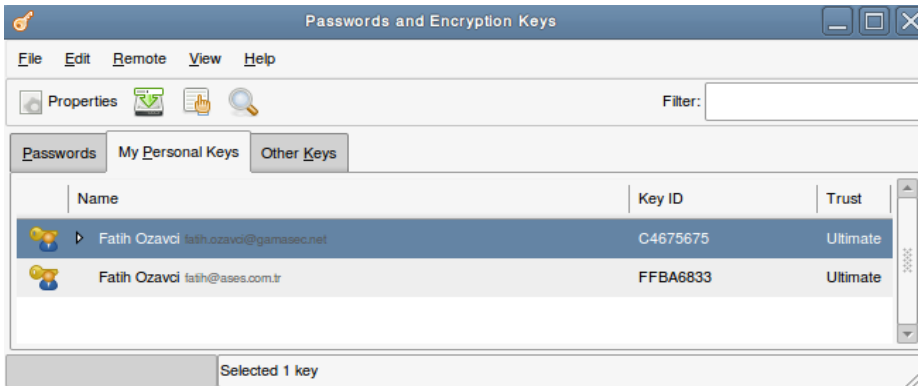 Passwords and Encryption Keys
File Edit Remote View Help
Properties Filter:
Passwords My Personal Keys Other Keys
Name Key ID Trust
Fatih Ozavci fatih.ozavci@gamasec.net C4675675 Ultimate
Fatih Ozavci fatih@ases.com.tr FFBA6833 Ultimate
Selected 1 key